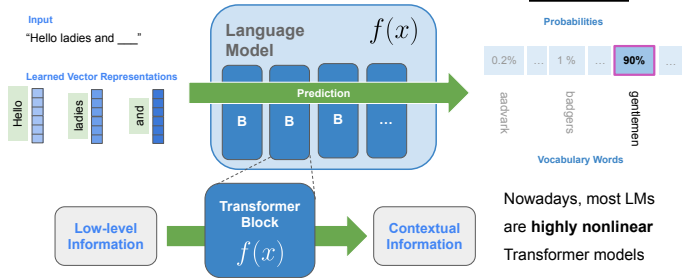 Input
“Hello ladies and ___”
Learned Vector Representations
Hello
ladies
and
Language
Model
f(x)
Prediction
B
B
B
...
Probabilities
0.2%
...
1 %
...
90%
...
aadvark
badgers
gentlemen
Vocabulary Words
Low-level
Information
Transformer
Block
f(x)
Contextual
Information
Nowadays, most LMs
are highly nonlinear
Transformer models